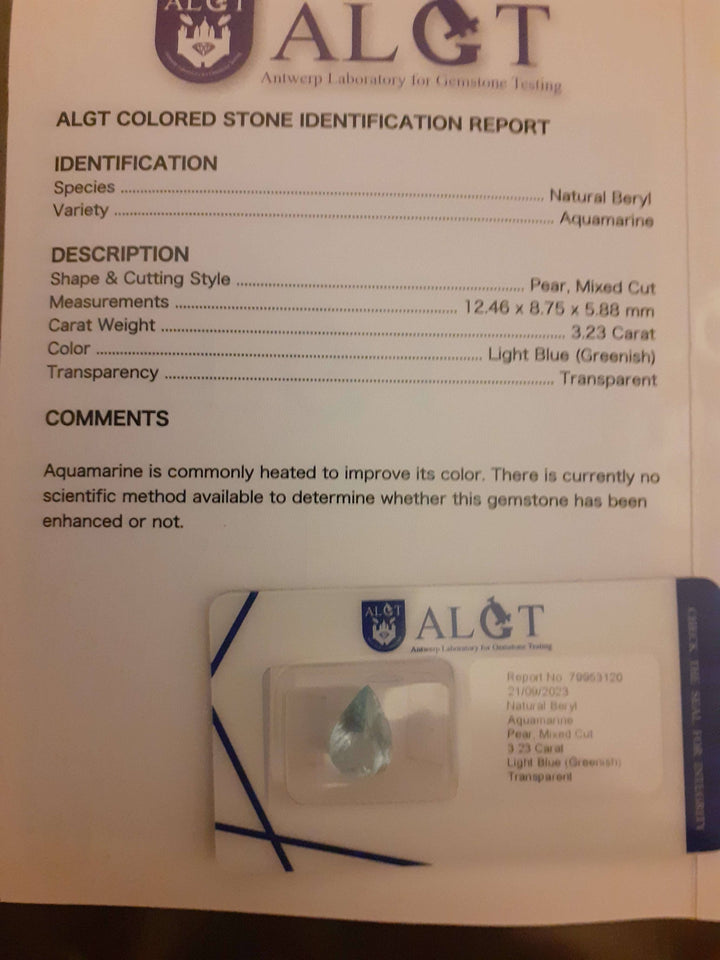 ALGT
ALGT
Antwerp Laboratory for Gemstone Testing
ALGT COLORED STONE IDENTIFICATION REPORT
IDENTIFICATION
Species ........ Natural Beryl
Variety ........ Aquamarine
DESCRIPTION
Shape & Cutting Style ........ Pear, Mixed Cut
Measurements ........ 12.46 x 8.75 x 5.88 mm
Carat Weight ........ 3.23 Carat
Color ........ Light Blue (Greenish)
Transparency ........ Transparent
COMMENTS
Aquamarine is commonly heated to improve its color. There is currently no
scientific method available to determine whether this gemstone has been
enhanced or not.
ALGT
ALGT
Antwerp Laboratory for Gemstone Testing
Report No. 79953120
21/09/2023
Natural Beryl
Aquamarine
Pear, Mixed Cut
3.23 Carat
Light Blue (Greenish)
Transparent
CHECK THE SEAL FOR INTEGRITY